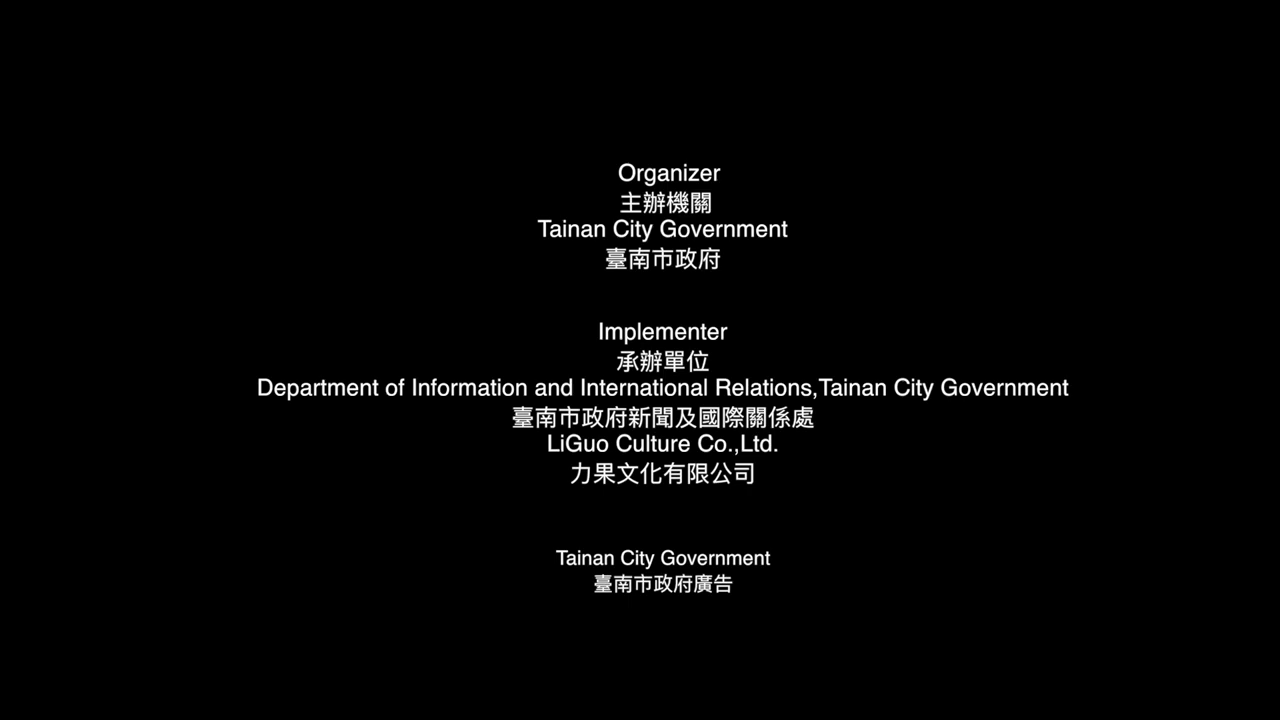 Organizer
主辦機關
Tainan City Government
臺南市政府
Implementer
承辦單位
Department of Information and International Relations,Tainan City Government
臺南市政府新聞及國際關係處
LiGuo Culture Co.,Ltd.
力果文化有限公司
Tainan City Government
臺南市政府廣告